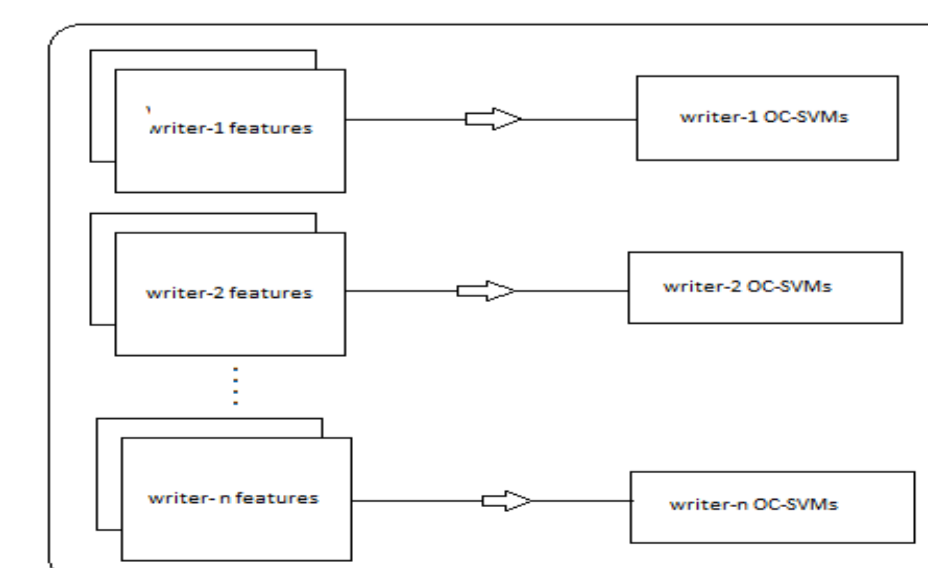 writer-1 features
writer-1 OC-SVMs
writer-2 features
writer-2 OC-SVMs
writer- n features
writer-n OC-SVMs